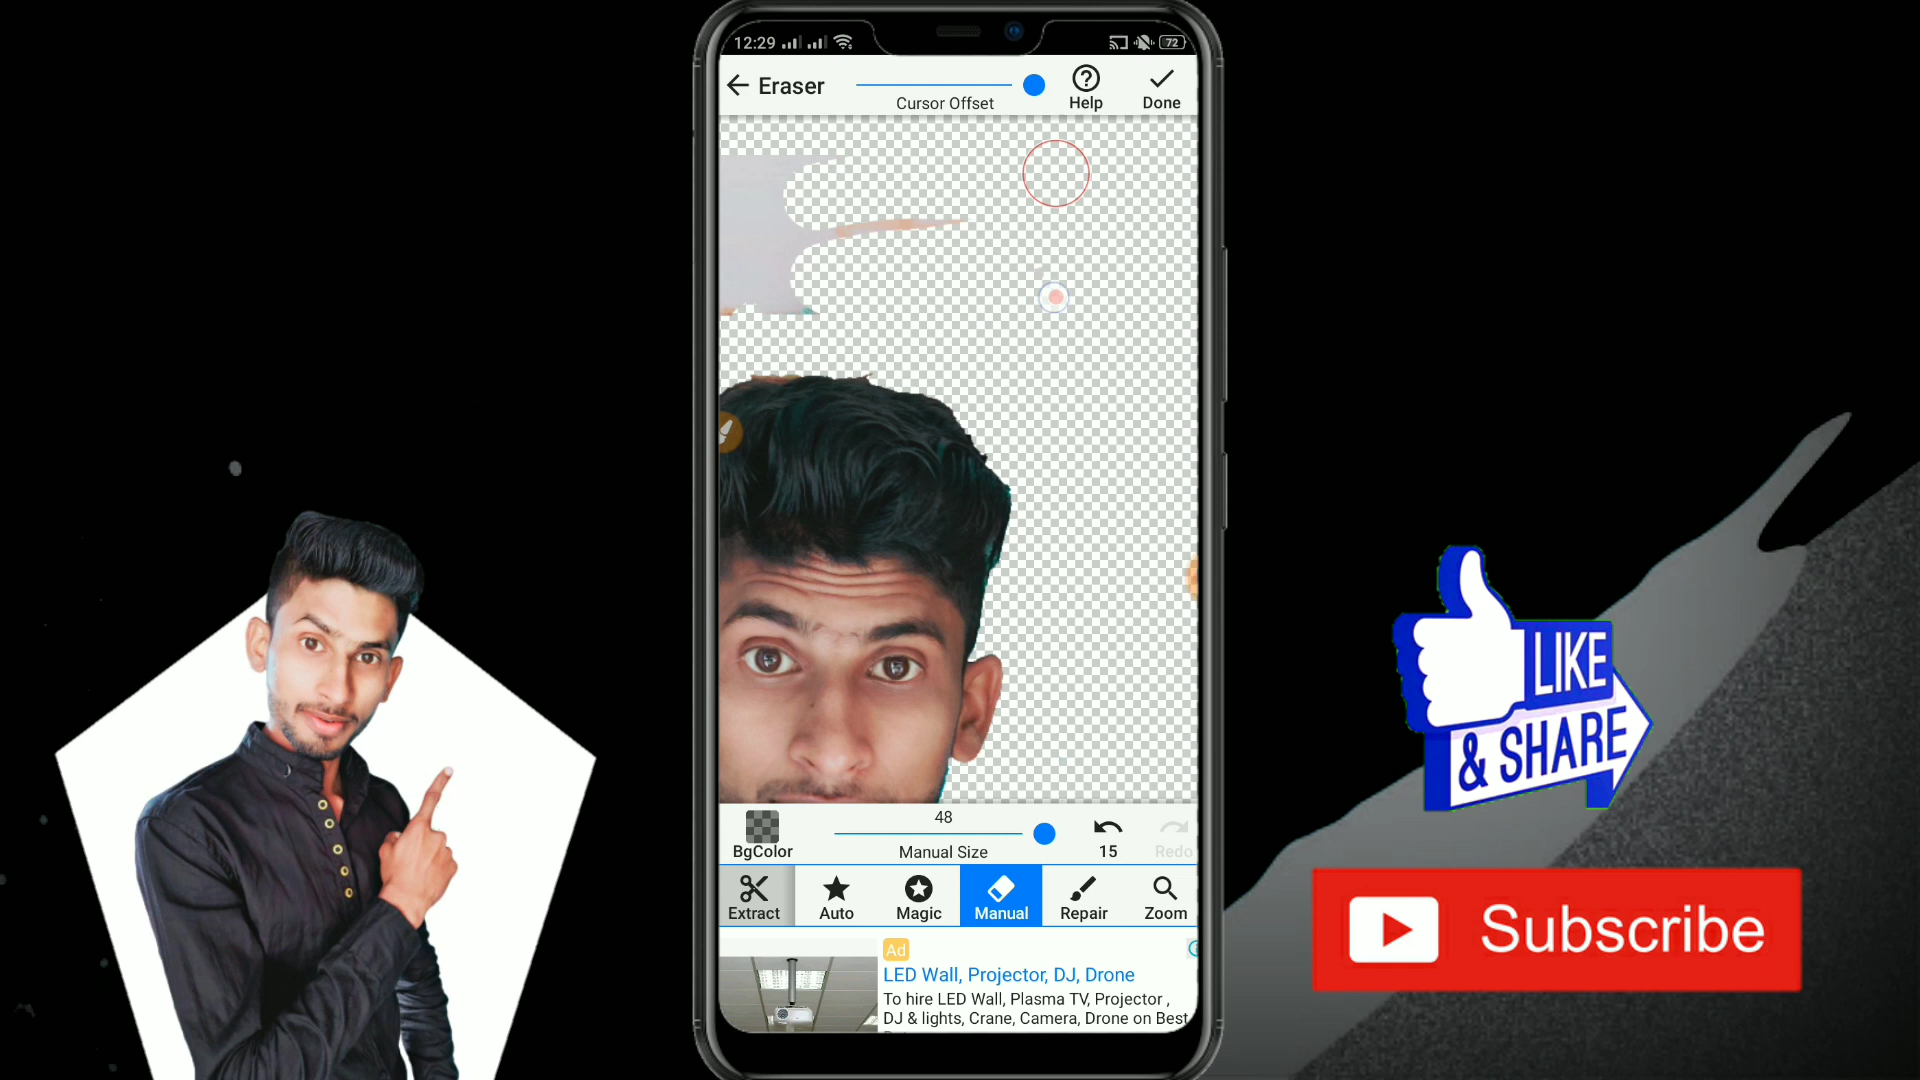 12:29
72
Eraser
Cursor Offset
Help
Done
48
BgColor
Manual Size
15
Redo
Extract
Auto
Magic
Manual
Repair
Zoom
Ad
LED Wall, Projector, DJ, Drone
To hire LED Wall, Plasma TV, Projector ,
DJ & lights, Crane, Camera, Drone on Best
LIKE
& SHARE
Subscribe